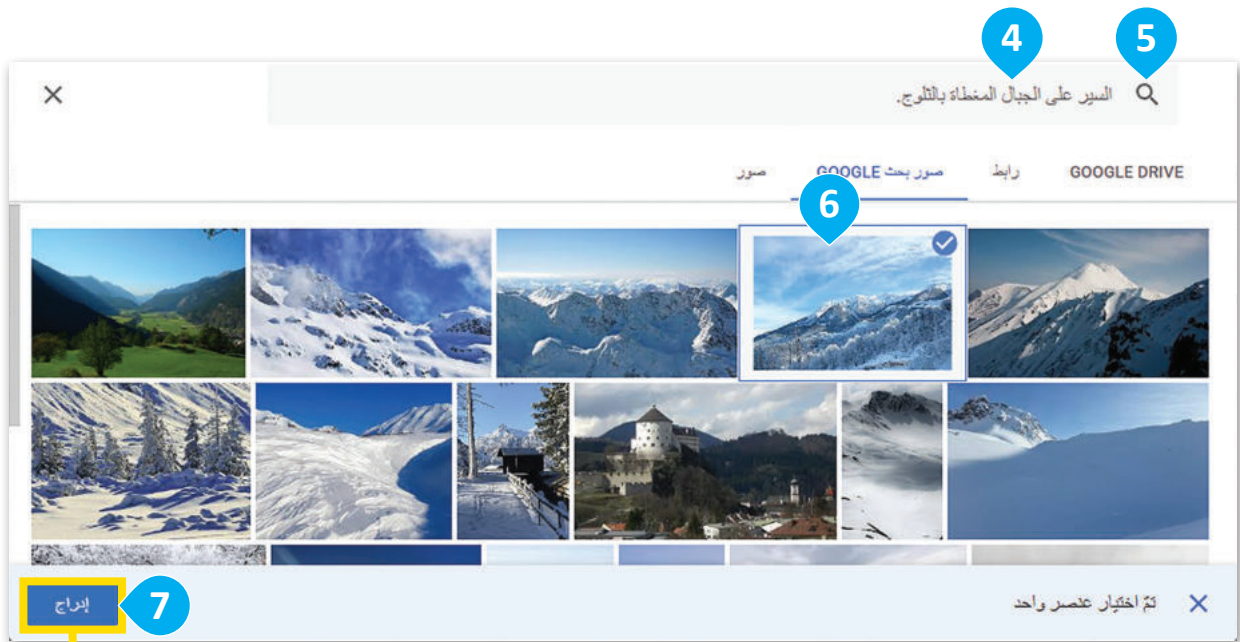 4 5
السير على الجبال المغطاة بالثلوج.
GOOGLE DRIVE رابط صور بحث GOOGLE صور
6
تمّ اختيار عنصر واحد
7 إدراج